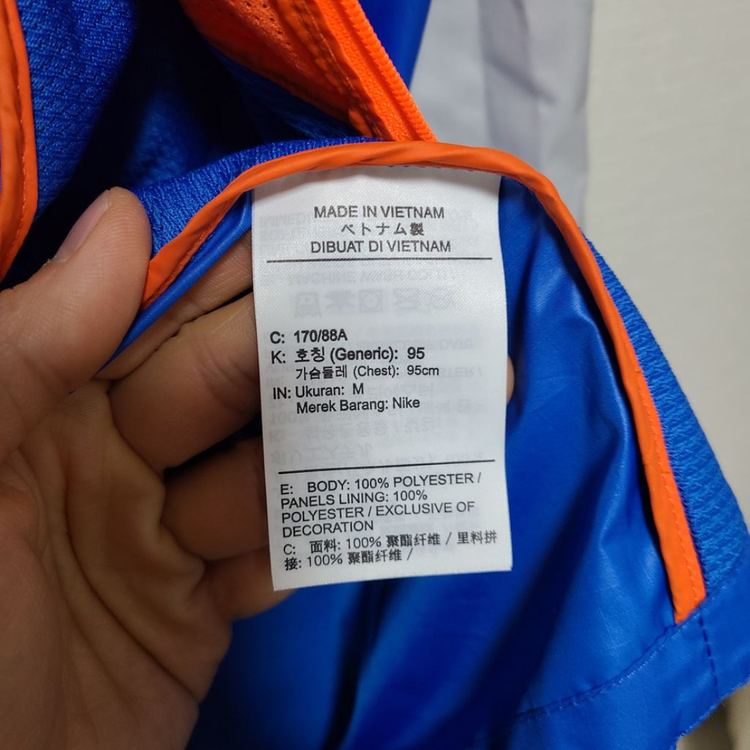 MADE IN VIETNAM
ベトナム製
DIBUAT DI VIETNAM
C: 170/88A
K: 호칭 (Generic): 95
가슴둘레 (Chest): 95cm
IN: Ukuran: M
Merek Barang: Nike
E: BODY: 100% POLYESTER /
PANELS LINING: 100%
POLYESTER / EXCLUSIVE OF
DECORATION
C: 面料: 100% 聚酯纤维 / 里料拼
接: 100% 聚酯纤维 /